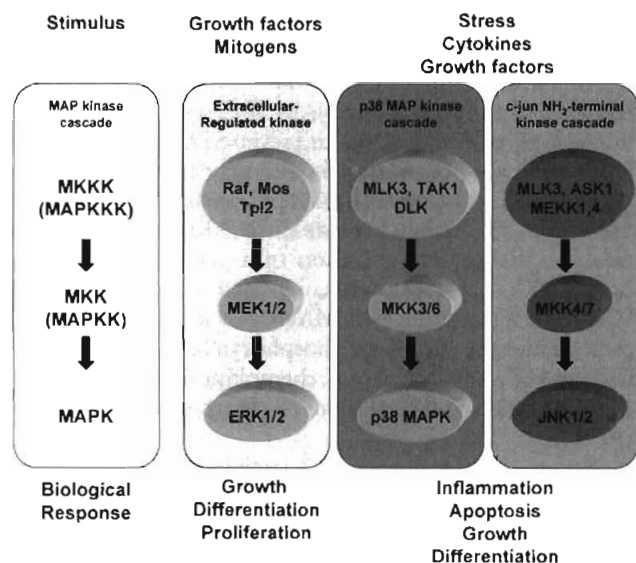 Stimulus
Growth factors
Mitogens
Stress
Cytokines
Growth factors
MAP kinase
cascade
MKKK
(MAPKKK)
MKK
(MAPKK)
MAPK
Biological
Response
Extracellular-
Regulated kinase
Raf, Mos
Tpl2
MEK1/2
ERK1/2
Growth
Differentiation
Proliferation
p38 MAP kinase
cascade
MLK3, TAK1
DLK
MKK3/6
p38 MAPK
c-jun NH₂-terminal
kinase cascade
MLK3, ASK1
MEKK1,4
MKK4/7
JNK1/2
Inflammation
Apoptosis
Growth
Differentiation